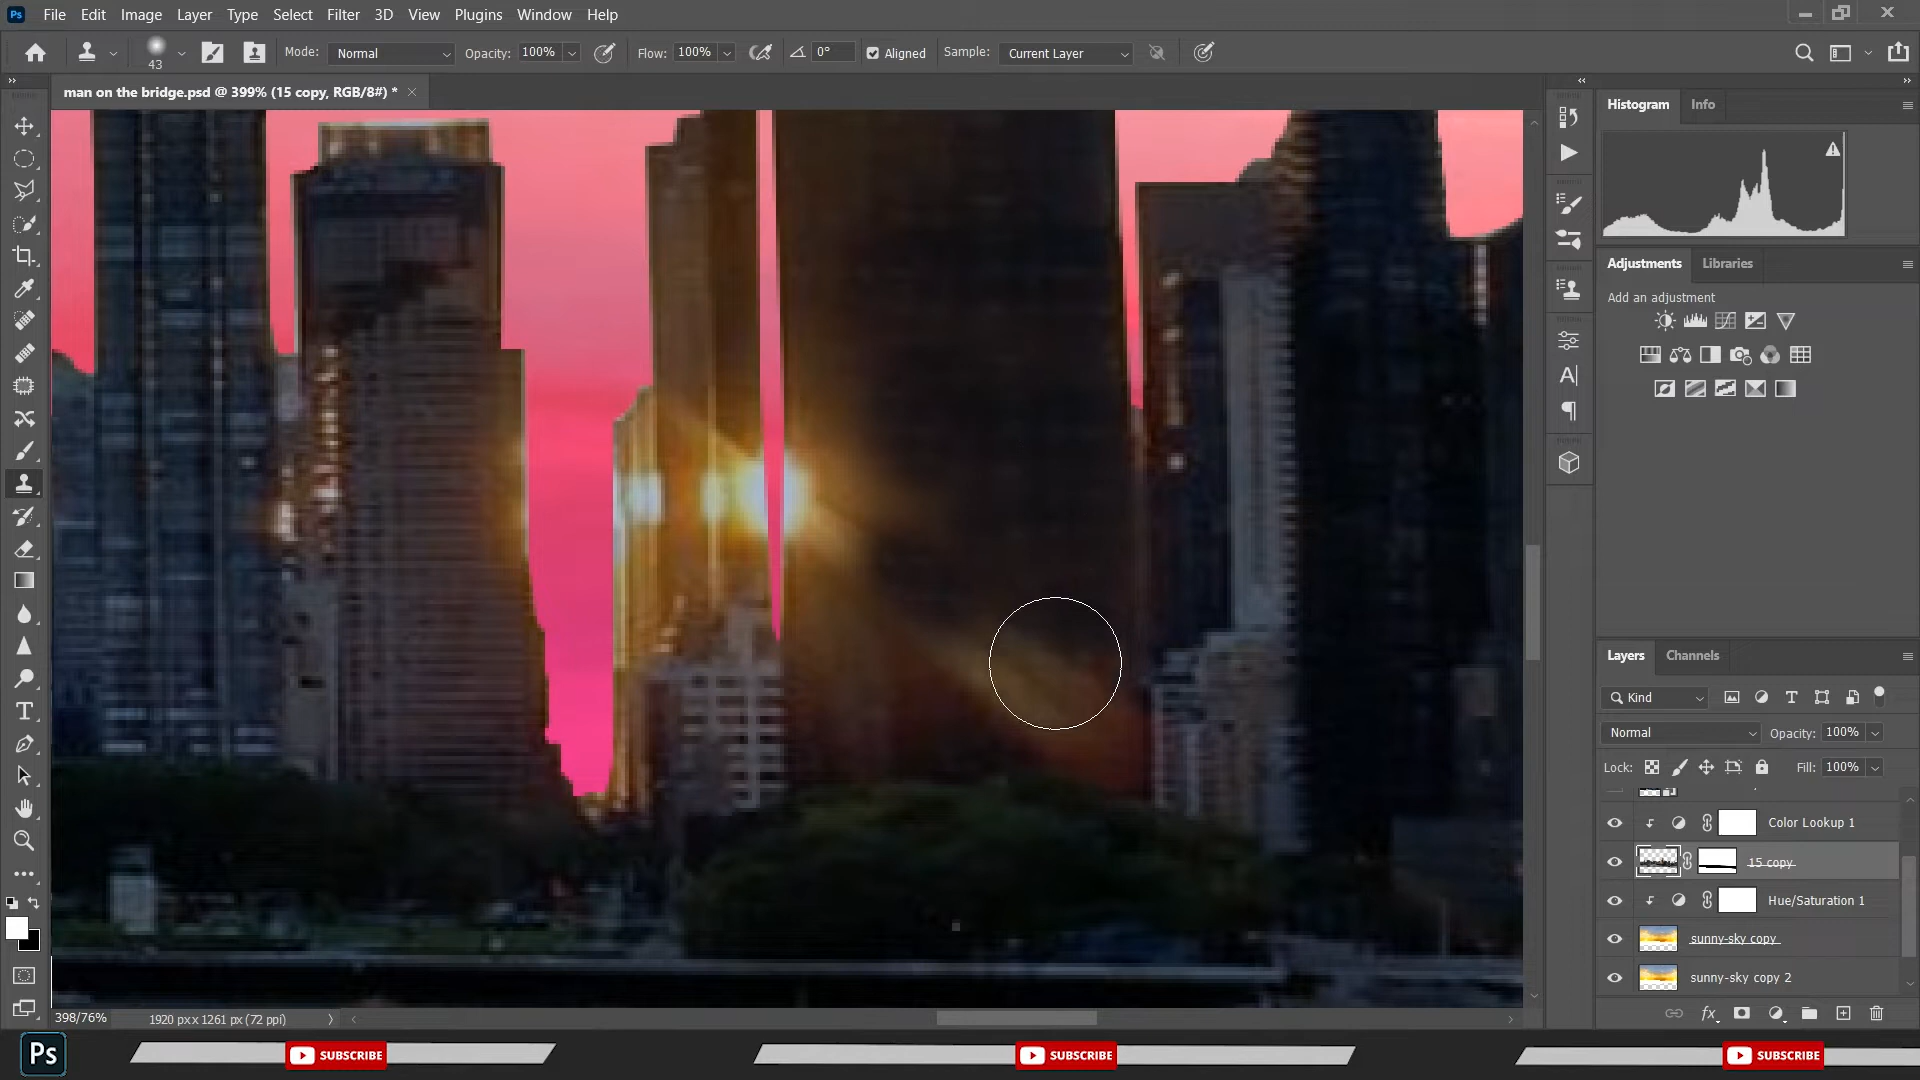 Ps File Edit Image Layer Type Select Filter 3D View Plugins Window Help
43 Mode: Normal Opacity: 100% Flow: 100% 0° Aligned Sample: Current Layer
man on the bridge.psd @ 399% (15 copy, RGB/8#) *
Histogram Info
Adjustments Libraries
Add an adjustment
Layers Channels
Kind
Normal Opacity: 100%
Lock: Fill: 100%
Color Lookup 1
15 copy
Hue/Saturation 1
sunny-sky copy
sunny-sky copy 2
398/76% 1920 px x 1261 px (72 ppi)
Ps SUBSCRIBE SUBSCRIBE SUBSCRIBE